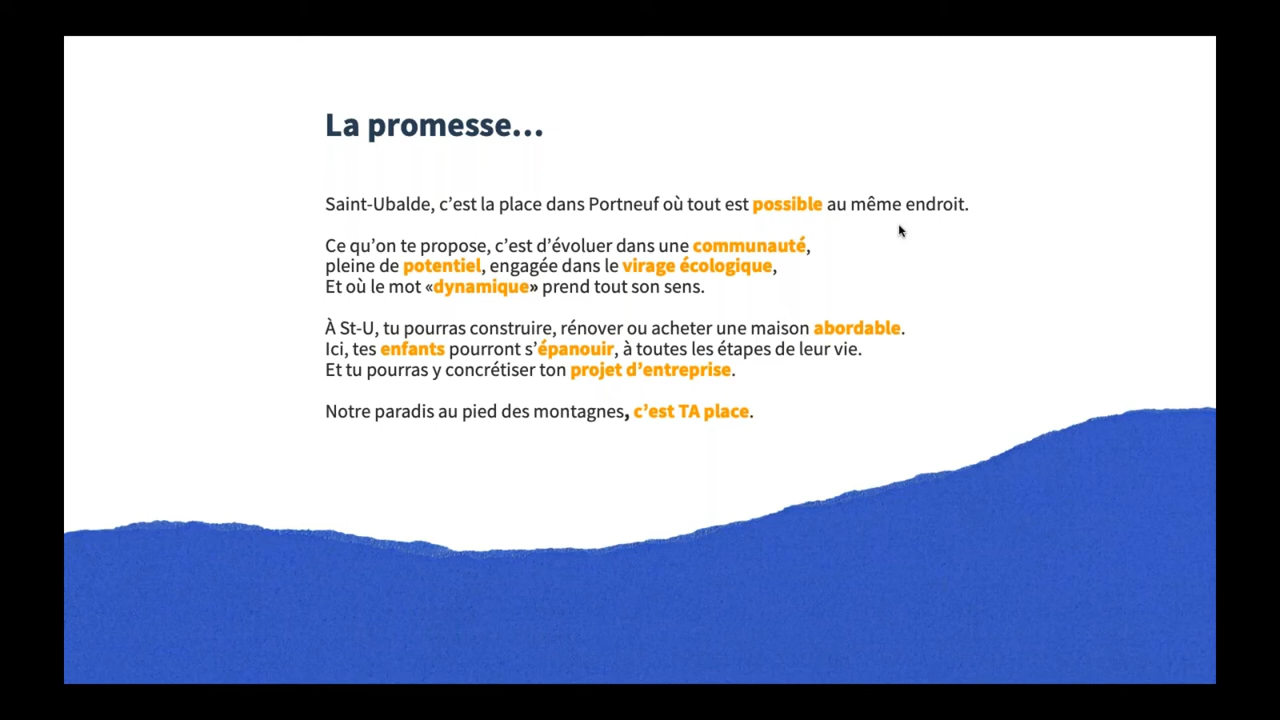 La promesse...
Saint-Ubalde, c’est la place dans Portneuf où tout est possible au même endroit.
Ce qu’on te propose, c’est d’évoluer dans une communauté,
pleine de potentiel, engagée dans le virage écologique,
Et où le mot «dynamique» prend tout son sens.
À St-U, tu pourras construire, rénover ou acheter une maison abordable.
Ici, tes enfants pourront s’épanouir, à toutes les étapes de leur vie.
Et tu pourras y concrétiser ton projet d’entreprise.
Notre paradis au pied des montagnes, c’est TA place.